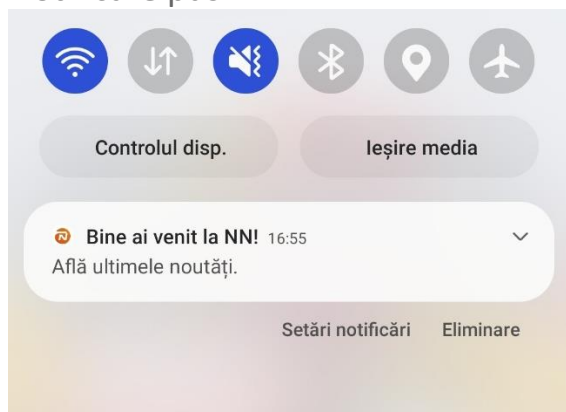 Controlul disp.
Ieșire media
Bine ai venit la NN! 16:55
Află ultimele noutăți.
Setări notificări
Eliminare